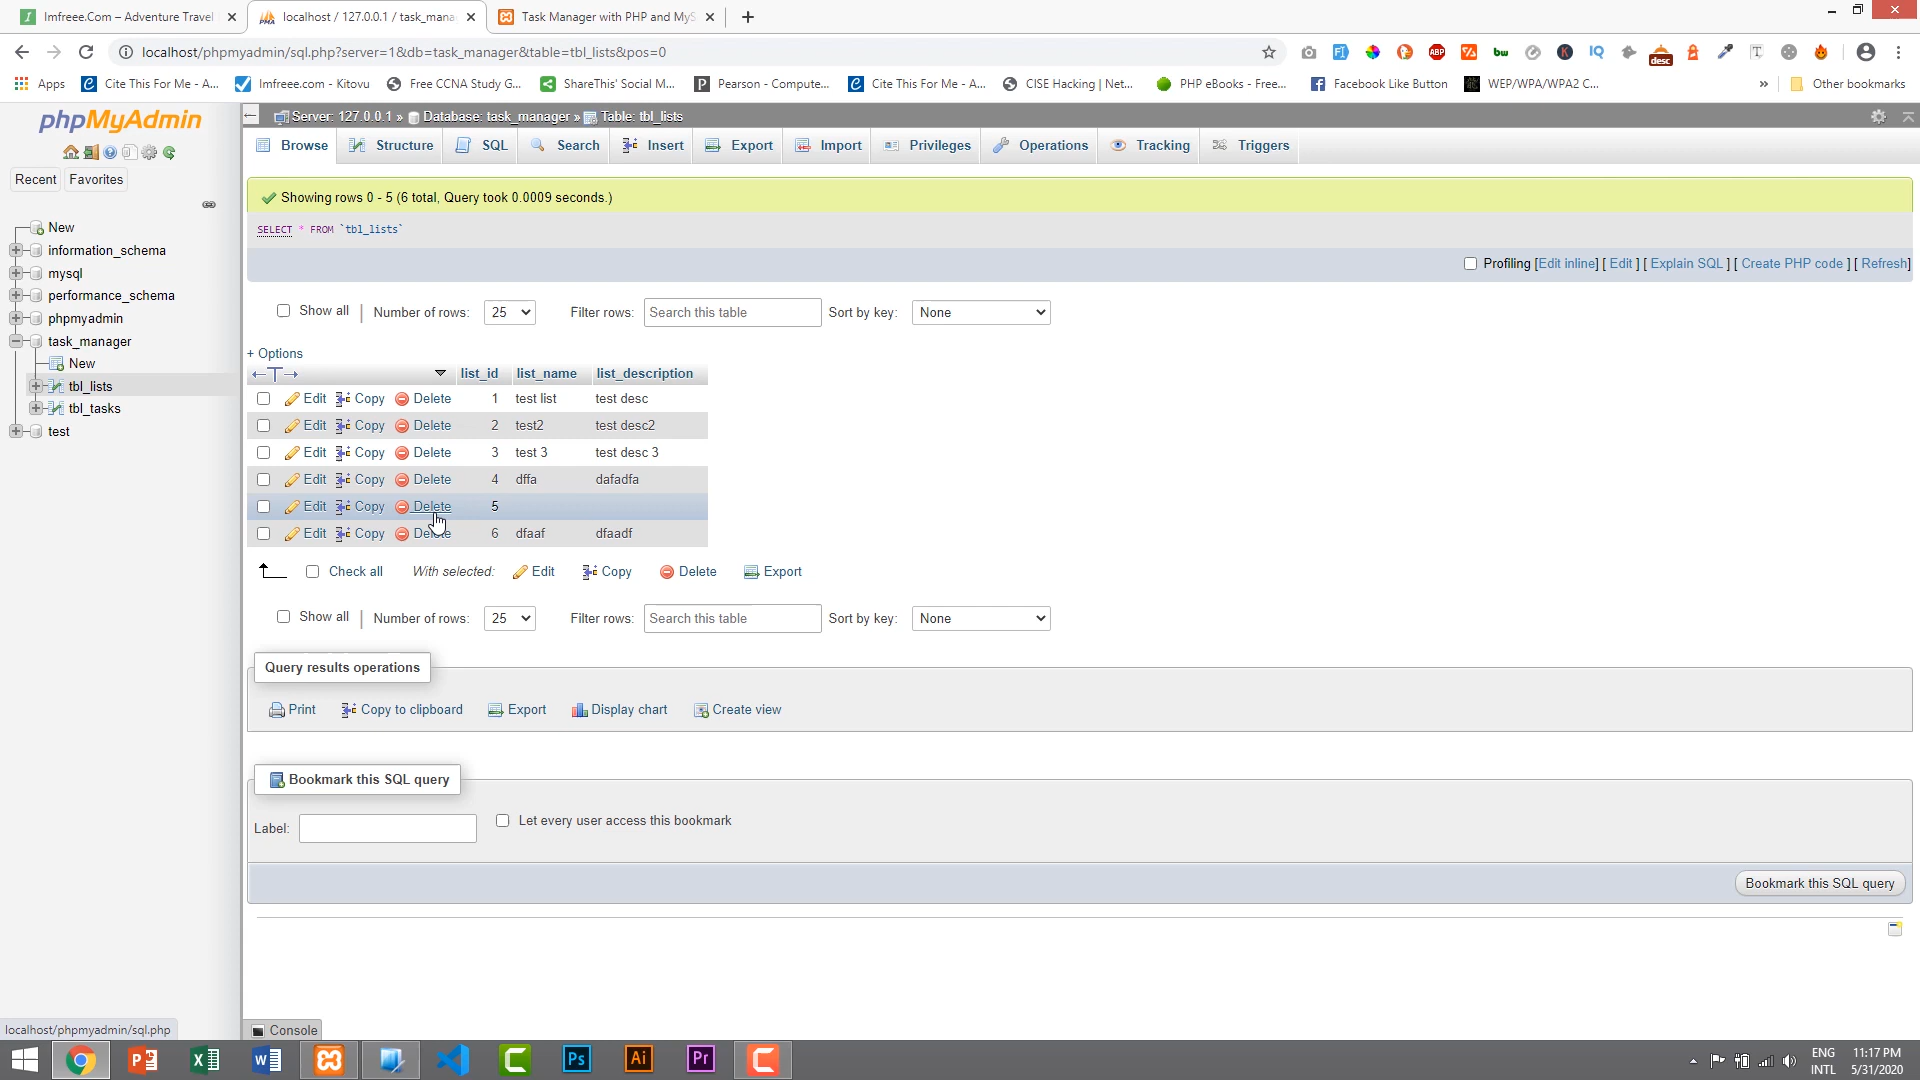 Imfreee.Com – Adventure Travel
localhost / 127.0.0.1 / task_mana
Task Manager with PHP and MyS
localhost/phpmyadmin/sql.php?server=1&db=task_manager&table=tbl_lists&pos=0
Apps
Cite This For Me - A...
Imfreee.com - Kitovu
Free CCNA Study G...
ShareThis' Social M...
Pearson - Compute...
Cite This For Me - A...
CISE Hacking | Net...
PHP eBooks - Free...
Facebook Like Button
WEP/WPA/WPA2 C...
»
Other bookmarks
phpMyAdmin
Recent
Favorites
New
information_schema
mysql
performance_schema
phpmyadmin
task_manager
New
tbl_lists
tbl_tasks
test
Server: 127.0.0.1 » Database: task_manager » Table: tbl_lists
Browse Structure SQL Search Insert Export Import Privileges Operations Tracking Triggers
Showing rows 0 - 5 (6 total, Query took 0.0009 seconds.)
SELECT * FROM `tbl_lists`
Profiling [Edit inline] [ Edit ] [ Explain SQL ] [ Create PHP code ] [ Refresh]
Show all | Number of rows: 25 Filter rows: Search this table Sort by key: None
+ Options
←T→ list_id list_name list_description
Edit Copy Delete 1 test list test desc
Edit Copy Delete 2 test2 test desc2
Edit Copy Delete 3 test 3 test desc 3
Edit Copy Delete 4 dffa dafadfa
Edit Copy Delete 5
Edit Copy Delete 6 dfaaf dfaadf
Check all With selected: Edit Copy Delete Export
Show all | Number of rows: 25 Filter rows: Search this table Sort by key: None
Query results operations
Print Copy to clipboard Export Display chart Create view
Bookmark this SQL query
Label: Let every user access this bookmark
Bookmark this SQL query
Console
localhost/phpmyadmin/sql.php
ENG 11:17 PM
INTL 5/31/2020